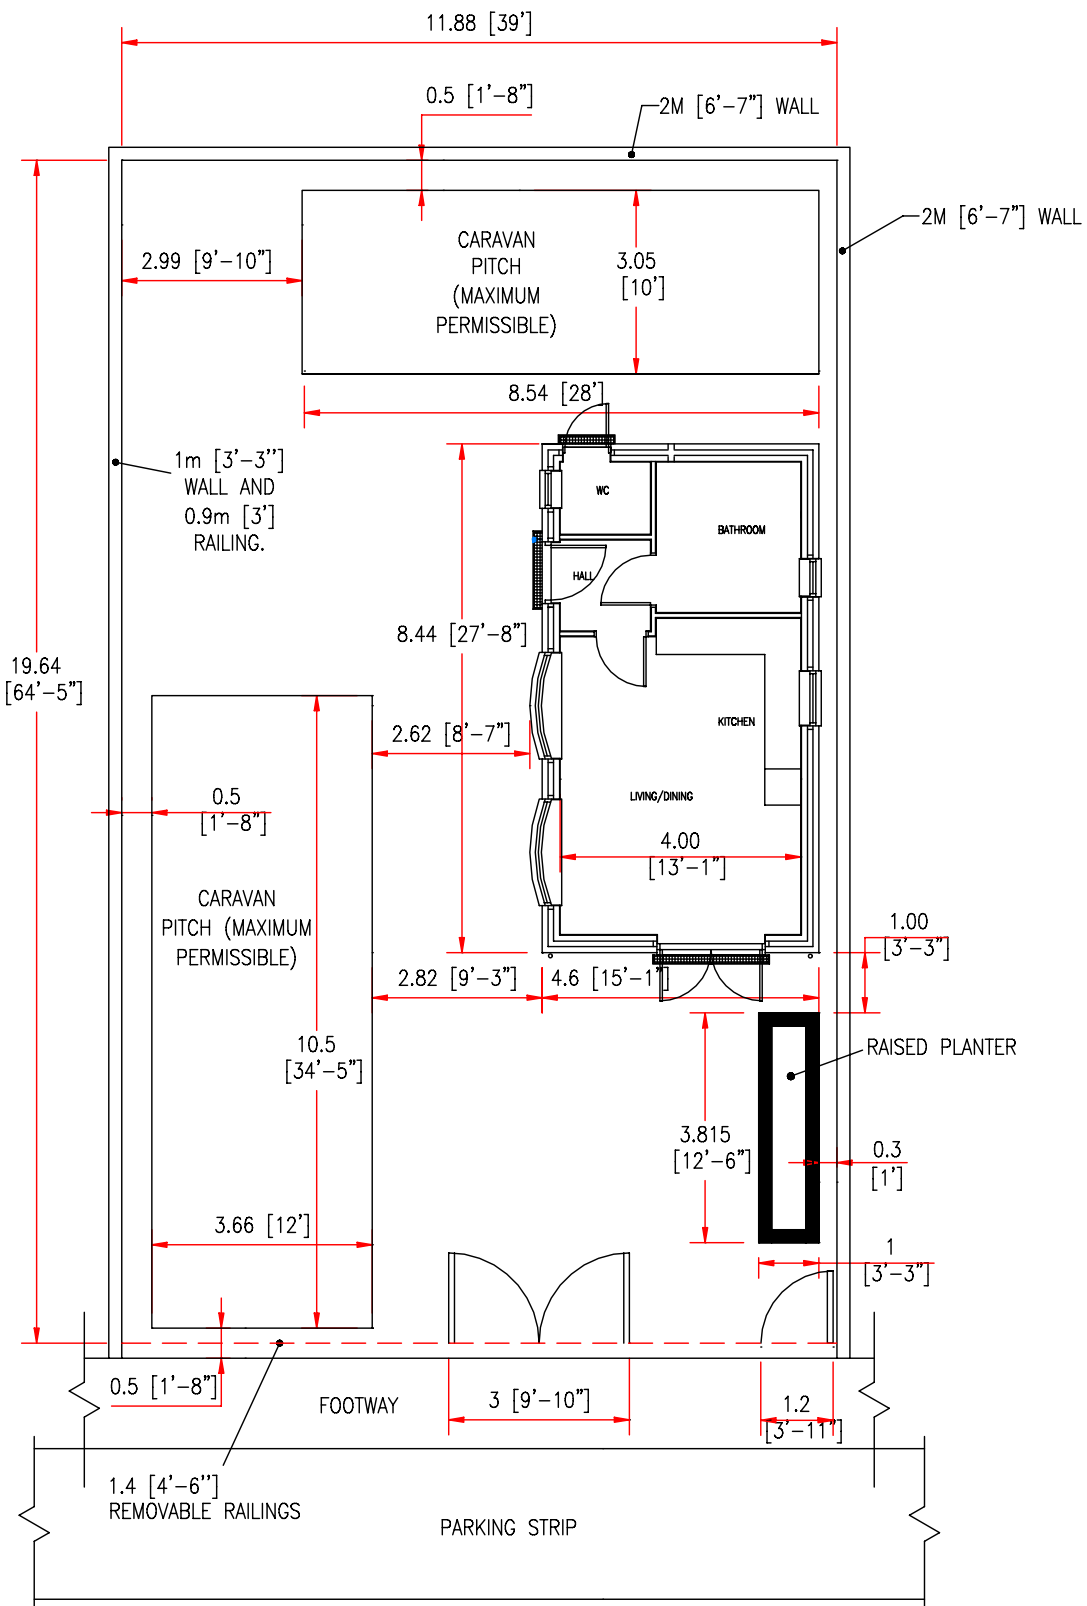 11.88 [39']
0.5 [1'-8"]
2M [6'-7"] WALL
2M [6'-7"] WALL
CARAVAN
PITCH
(MAXIMUM
PERMISSIBLE)
3.05
[10']
2.99 [9'-10"]
8.54 [28']
1m [3'-3"]
WALL AND
0.9m [3']
RAILING.
WC
BATHROOM
HALL
8.44 [27'-8"]
19.64
[64'-5"]
2.62 [8'-7"]
KITCHEN
LIVING/DINING
0.5
[1'-8"]
4.00
[13'-1"]
CARAVAN
PITCH (MAXIMUM
PERMISSIBLE)
1.00
[3'-3"]
2.82 [9'-3"]
4.6 [15'-1"]
10.5
[34'-5"]
RAISED PLANTER
3.815
[12'-6"]
0.3
[1']
3.66 [12']
1
[3'-3"]
0.5 [1'-8"]
FOOTWAY
3 [9'-10"]
1.2
[3'-11"]
1.4 [4'-6"]
REMOVABLE RAILINGS
PARKING STRIP